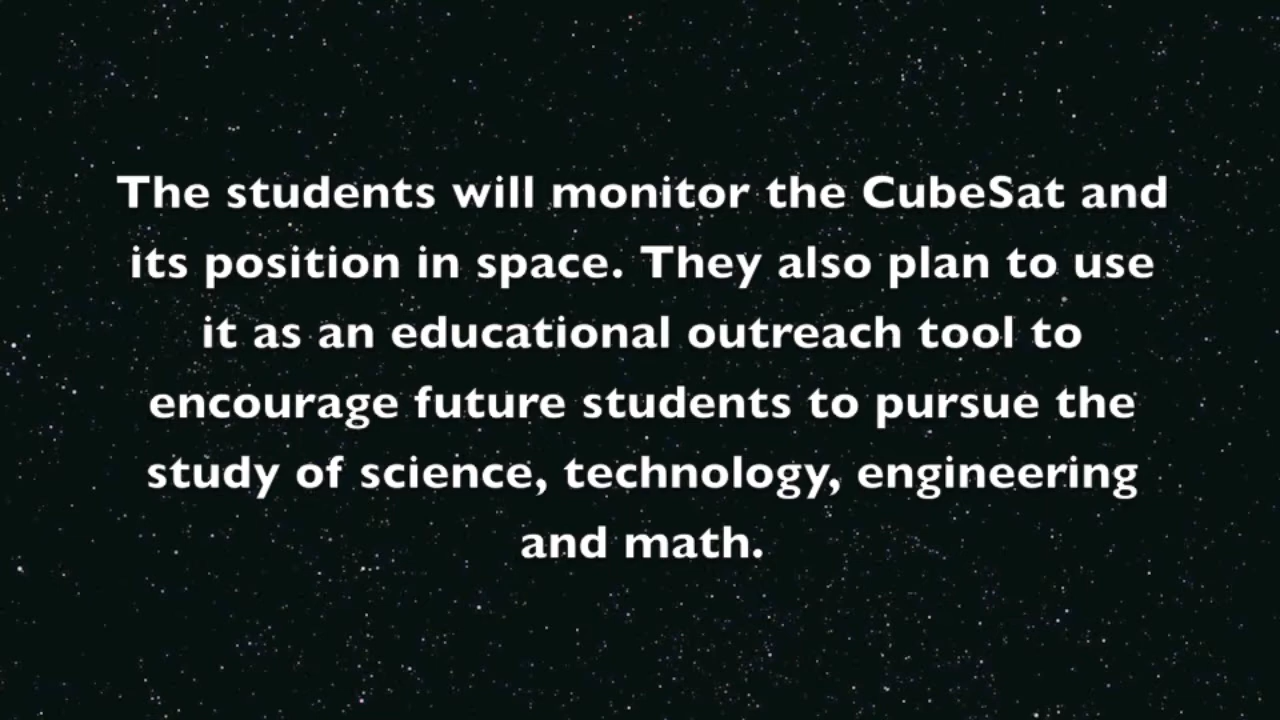 The students will monitor the CubeSat and
its position in space. They also plan to use
it as an educational outreach tool to
encourage future students to pursue the
study of science, technology, engineering
and math.